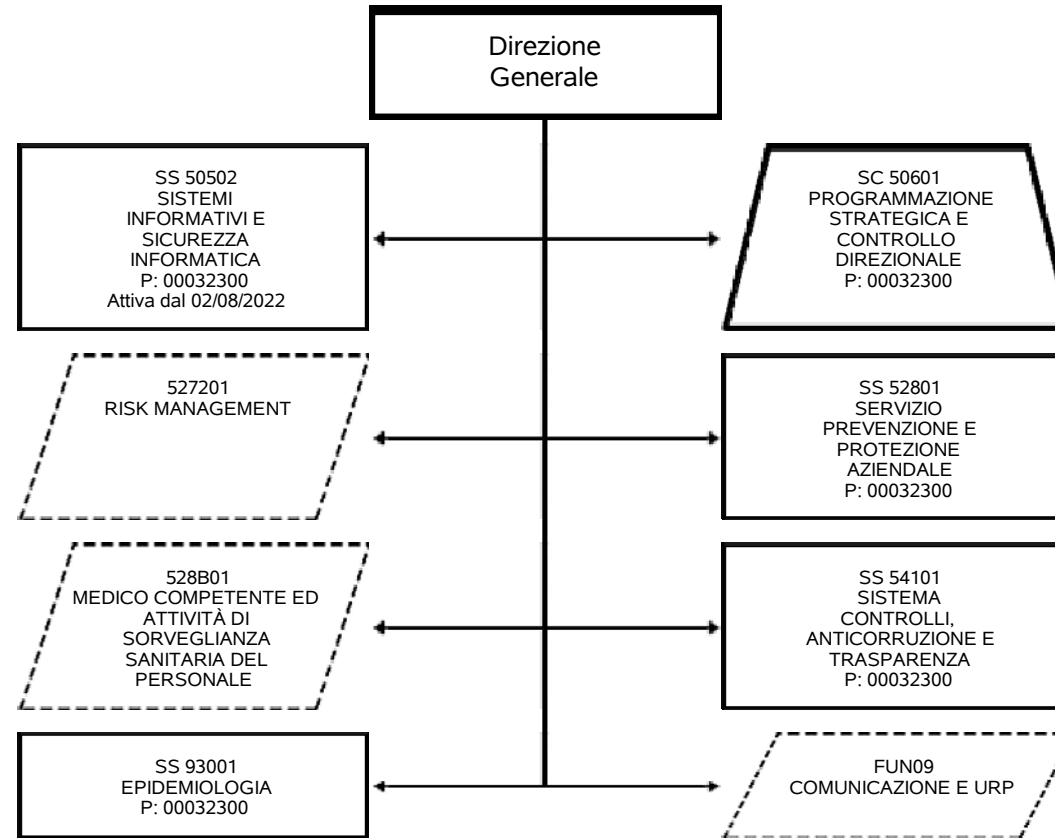 Direzione
Generale
SS 50502
SISTEMI
INFORMATIVI E
SICUREZZA
INFORMATICA
P: 00032300
Attiva dal 02/08/2022
SC 50601
PROGRAMMAZIONE
STRATEGICA E
CONTROLLO
DIREZIONALE
P: 00032300
527201
RISK MANAGEMENT
SS 52801
SERVIZIO
PREVENZIONE E
PROTEZIONE
AZIENDALE
P: 00032300
528B01
MEDICO COMPETENTE ED
ATTIVITÀ DI
SORVEGLIANZA
SANITARIA DEL
PERSONALE
SS 54101
SISTEMA
CONTROLLI,
ANTICORRUZIONE E
TRASPARENZA
P: 00032300
SS 93001
EPIDEMIOLOGIA
P: 00032300
FUN09
COMUNICAZIONE E URP